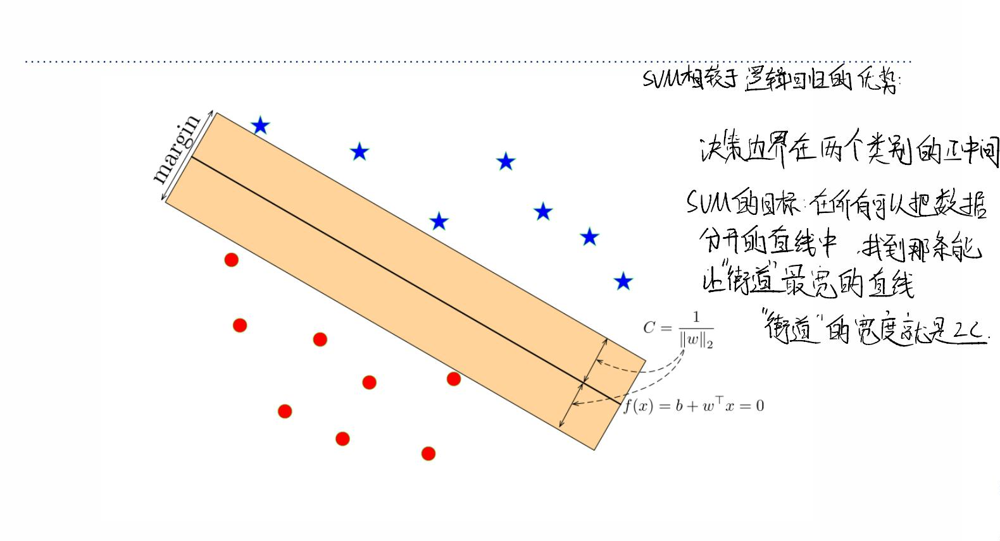 SVM相较于逻辑回归的优势:
margin
决策边界在两个类别的正中间
SVM的目标:在所有可以把数据
分开的直线中,找到那条能
让"街道"最宽的直线
"街道"的宽度就是2C.
C = 1/‖w‖₂
f(x) = b + w⊤x = 0